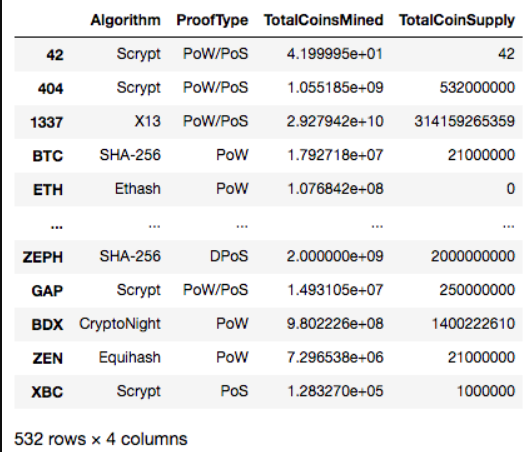 Algorithm ProofType TotalCoinsMined TotalCoinSupply
42 Scrypt PoW/PoS 4.199995e+01 42
404 Scrypt PoW/PoS 1.055185e+09 532000000
1337 X13 PoW/PoS 2.927942e+10 314159265359
BTC SHA-256 PoW 1.792718e+07 21000000
ETH Ethash PoW 1.076842e+08 0
... ... ... ... ...
ZEPH SHA-256 DPoS 2.000000e+09 2000000000
GAP Scrypt PoW/PoS 1.493105e+07 250000000
BDX CryptoNight PoW 9.802226e+08 1400222610
ZEN Equihash PoW 7.296538e+06 21000000
XBC Scrypt PoS 1.283270e+05 1000000
532 rows × 4 columns